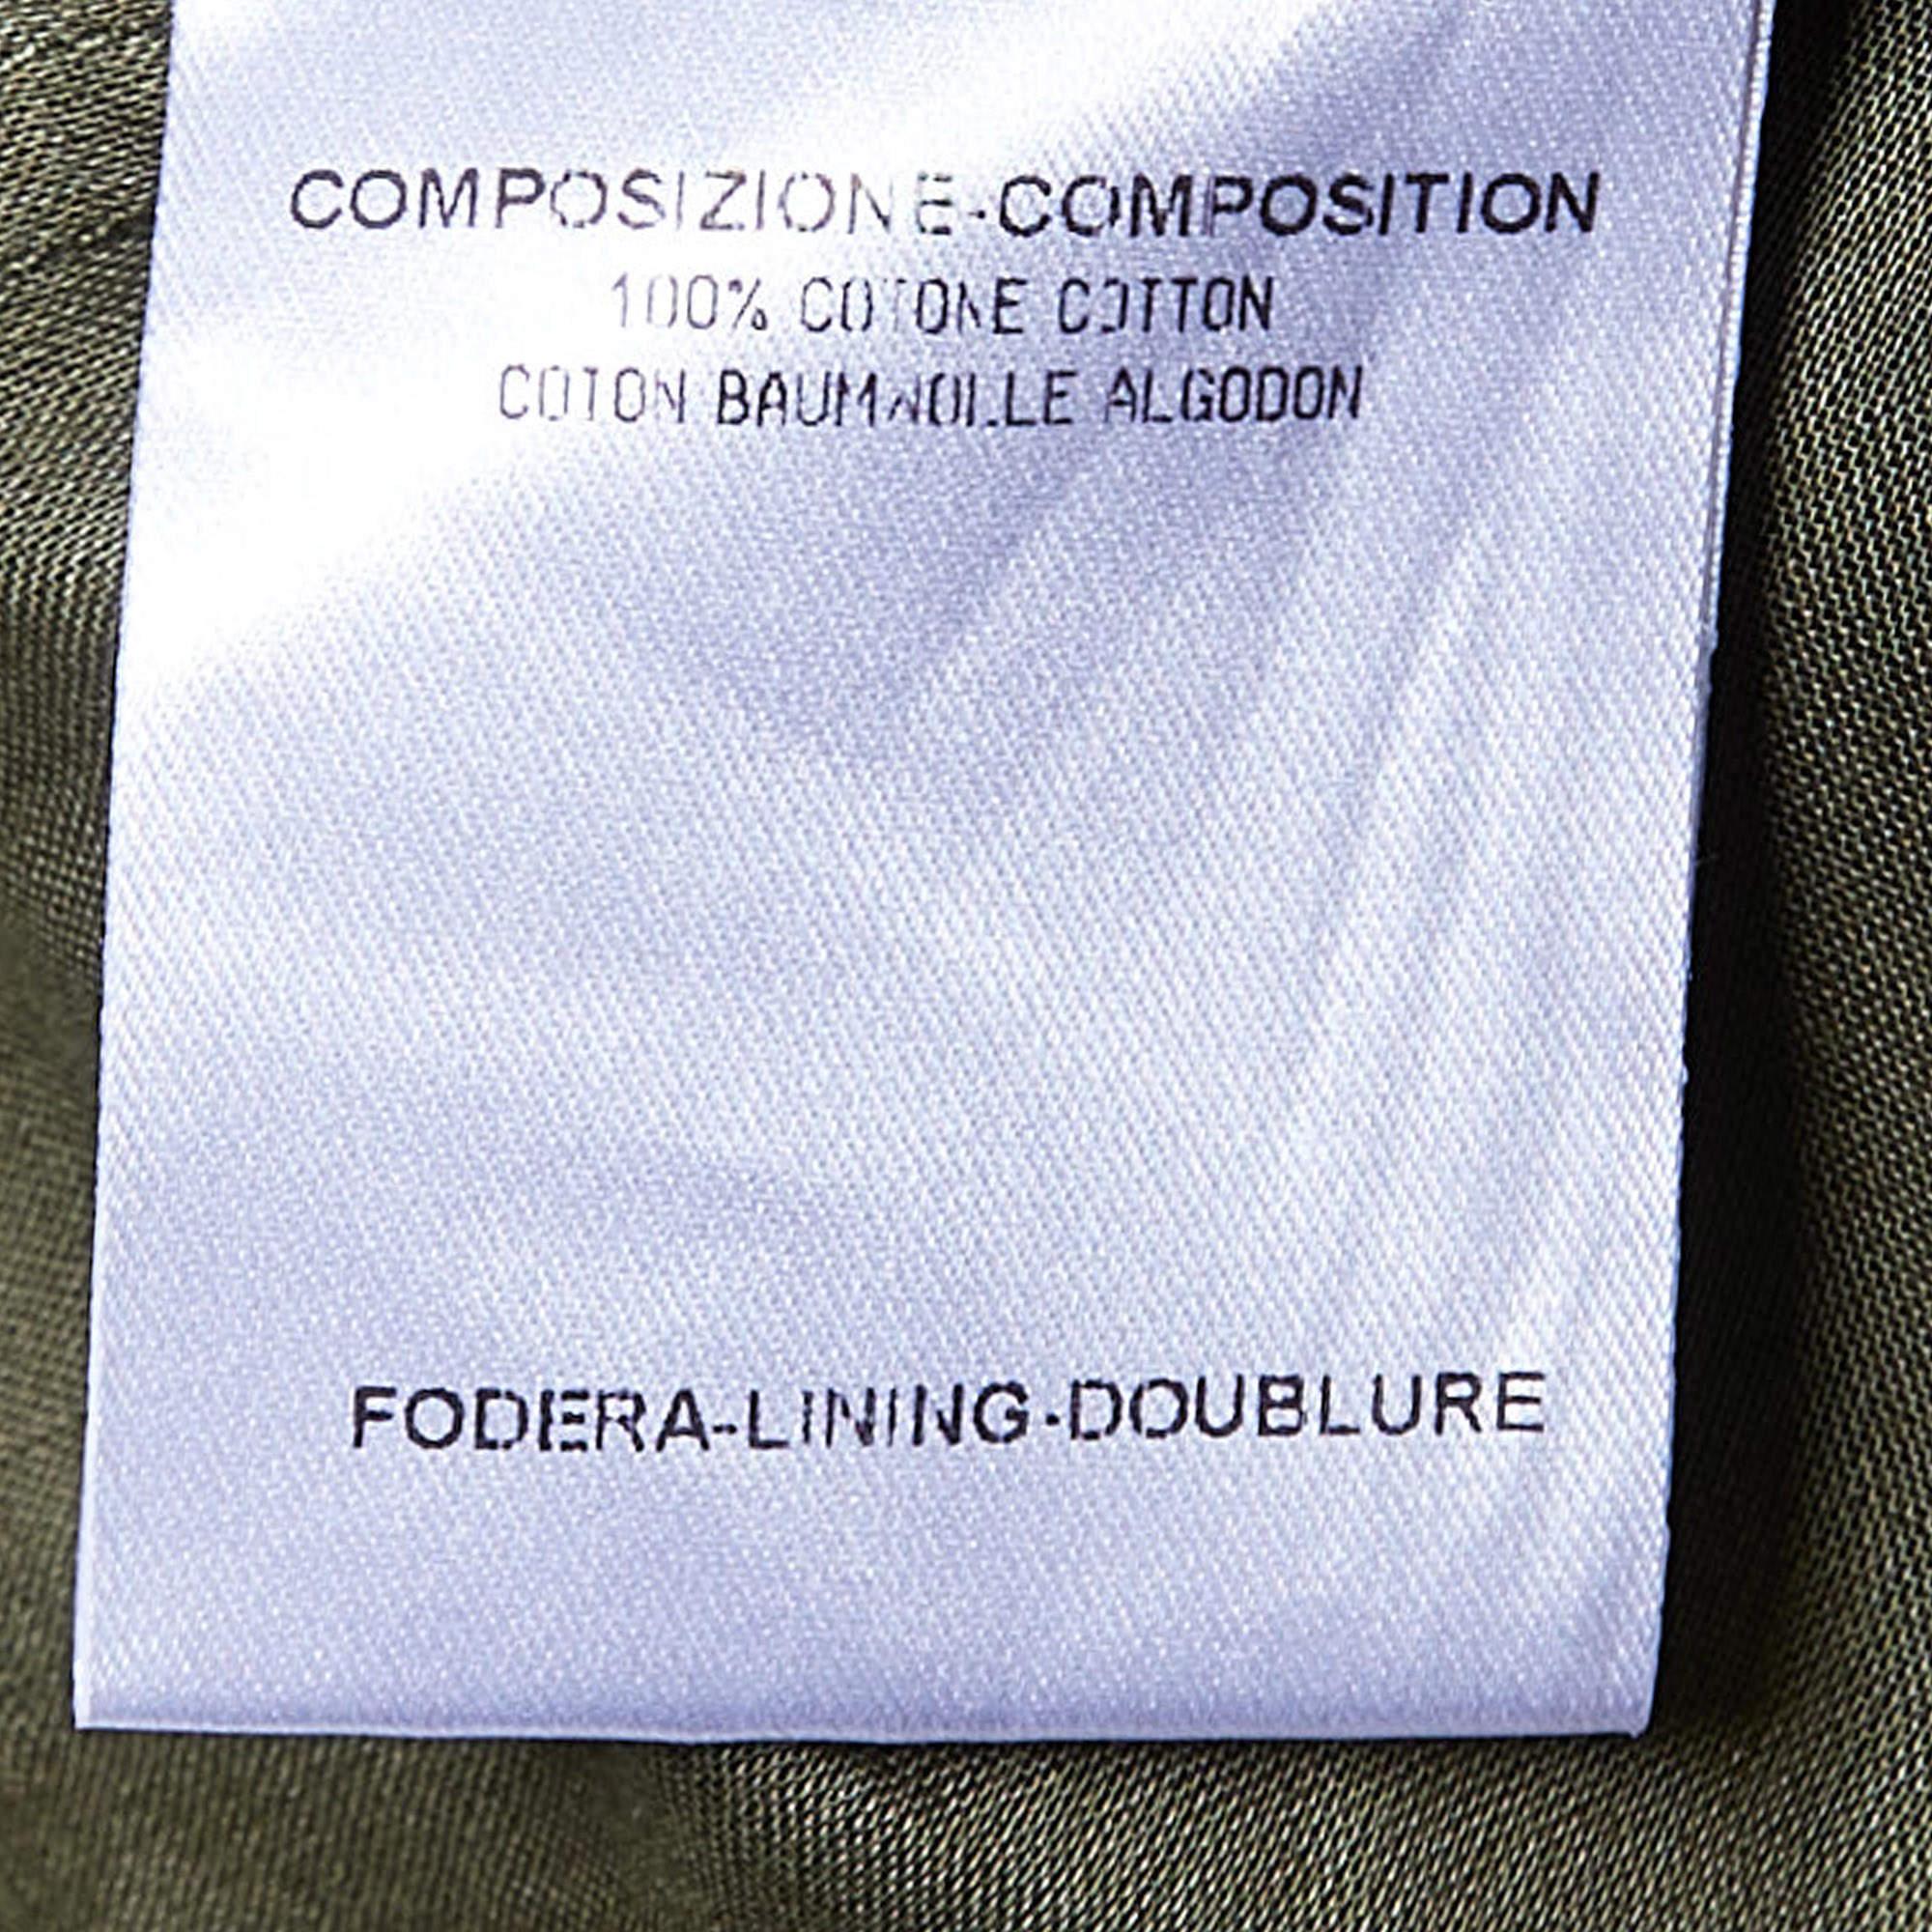 COMPOSIZIONE-COMPOSITION
100% COTONE COTTON
COTON BAUMWOLLE ALGODON
FODERA-LINING-DOUBLURE